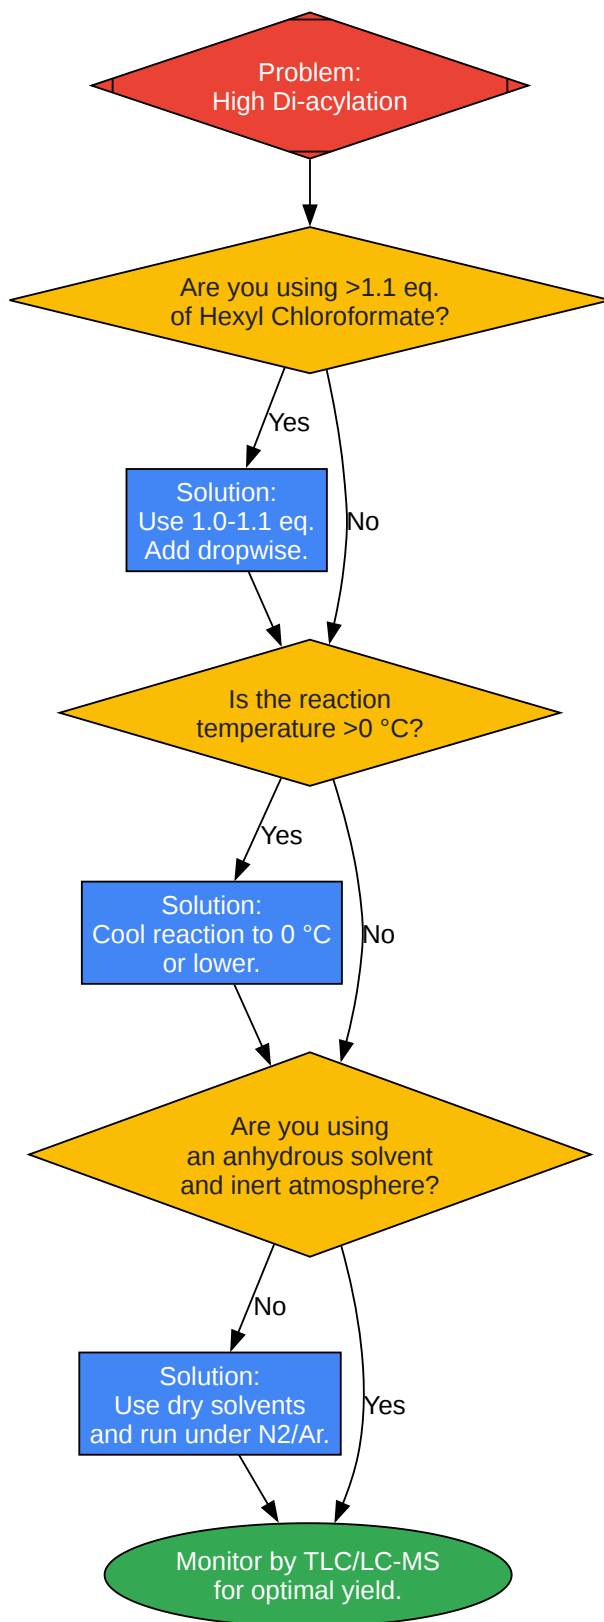 Problem:
High Di-acylation
Are you using >1.1 eq.
of Hexyl Chloroformate?
Yes
Solution:
Use 1.0-1.1 eq.
Add dropwise.
No
Is the reaction
temperature >0 °C?
Yes
Solution:
Cool reaction to 0 °C
or lower.
No
Are you using
an anhydrous solvent
and inert atmosphere?
No
Solution:
Use dry solvents
and run under N2/Ar.
Yes
Monitor by TLC/LC-MS
for optimal yield.